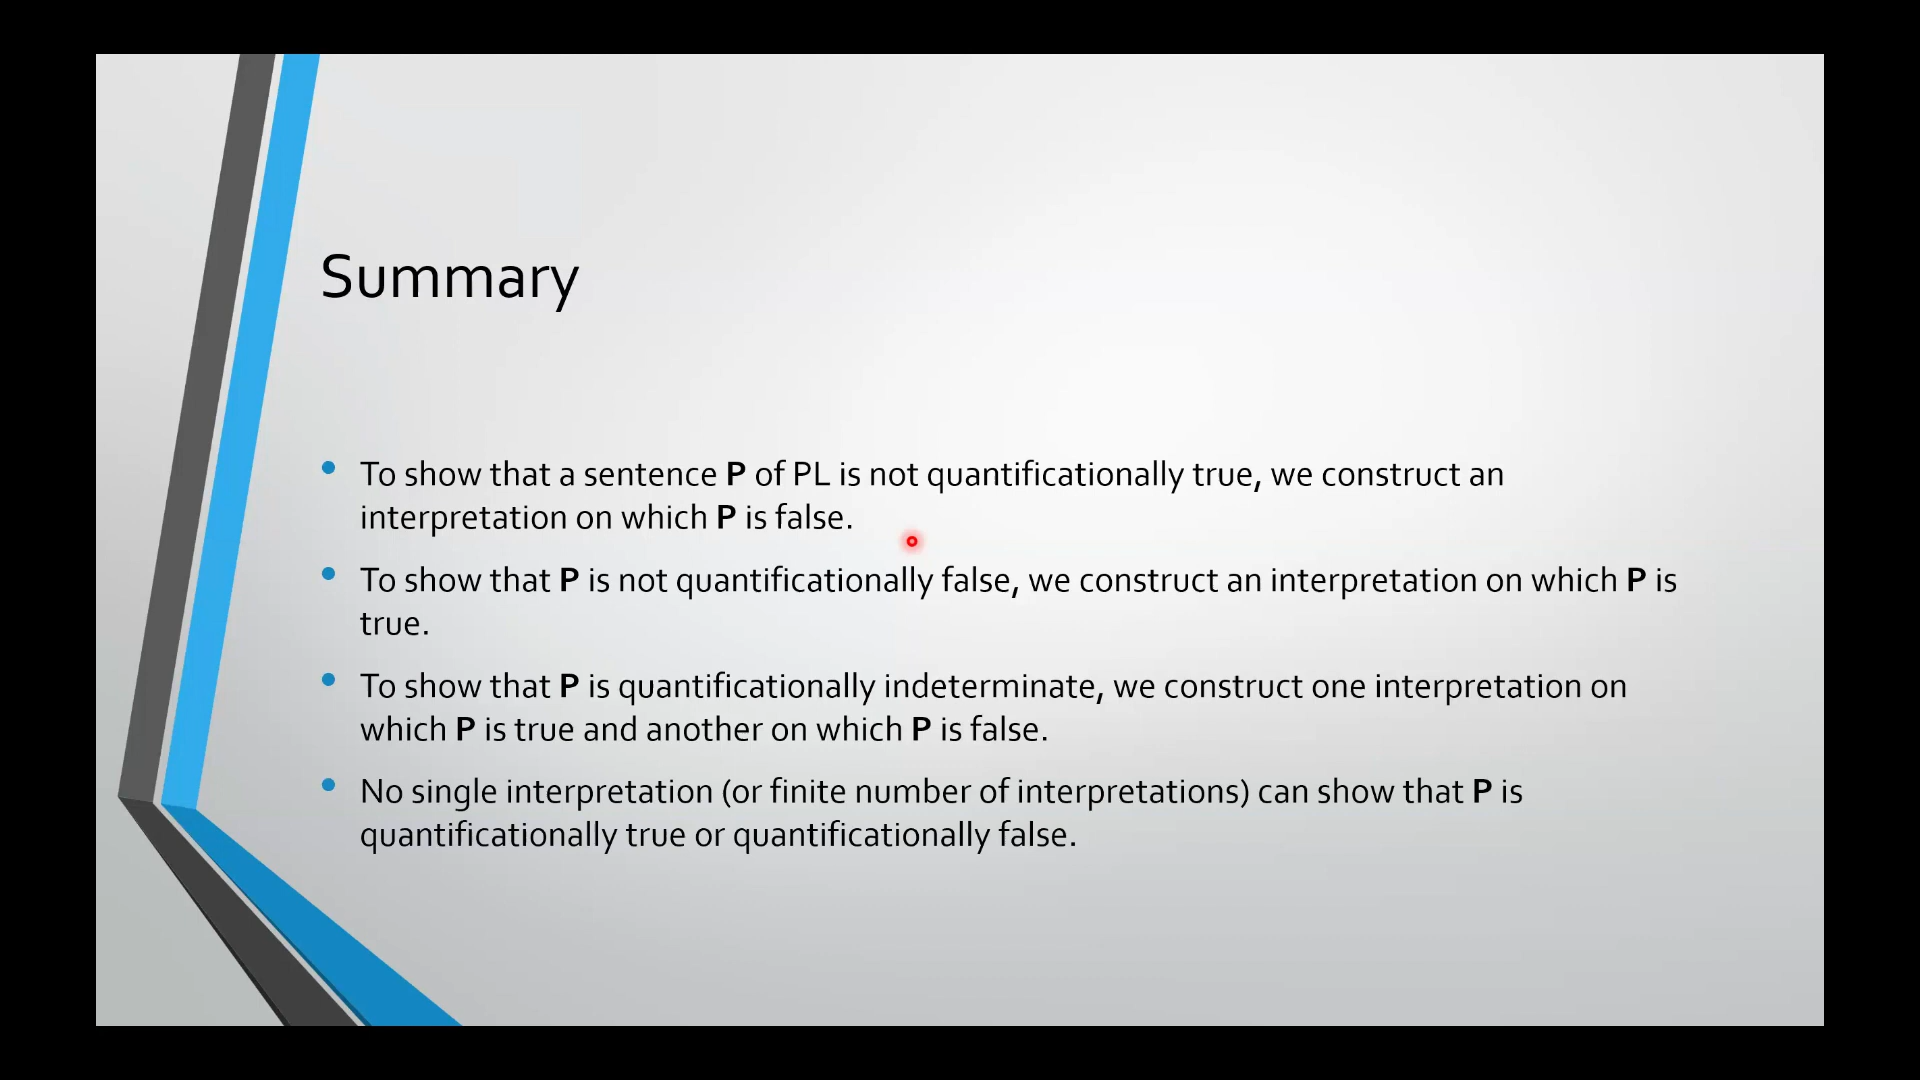 Summary
To show that a sentence P of PL is not quantificationally true, we construct an
interpretation on which P is false.
To show that P is not quantificationally false, we construct an interpretation on which P is
true.
To show that P is quantificationally indeterminate, we construct one interpretation on
which P is true and another on which P is false.
No single interpretation (or finite number of interpretations) can show that P is
quantificationally true or quantificationally false.